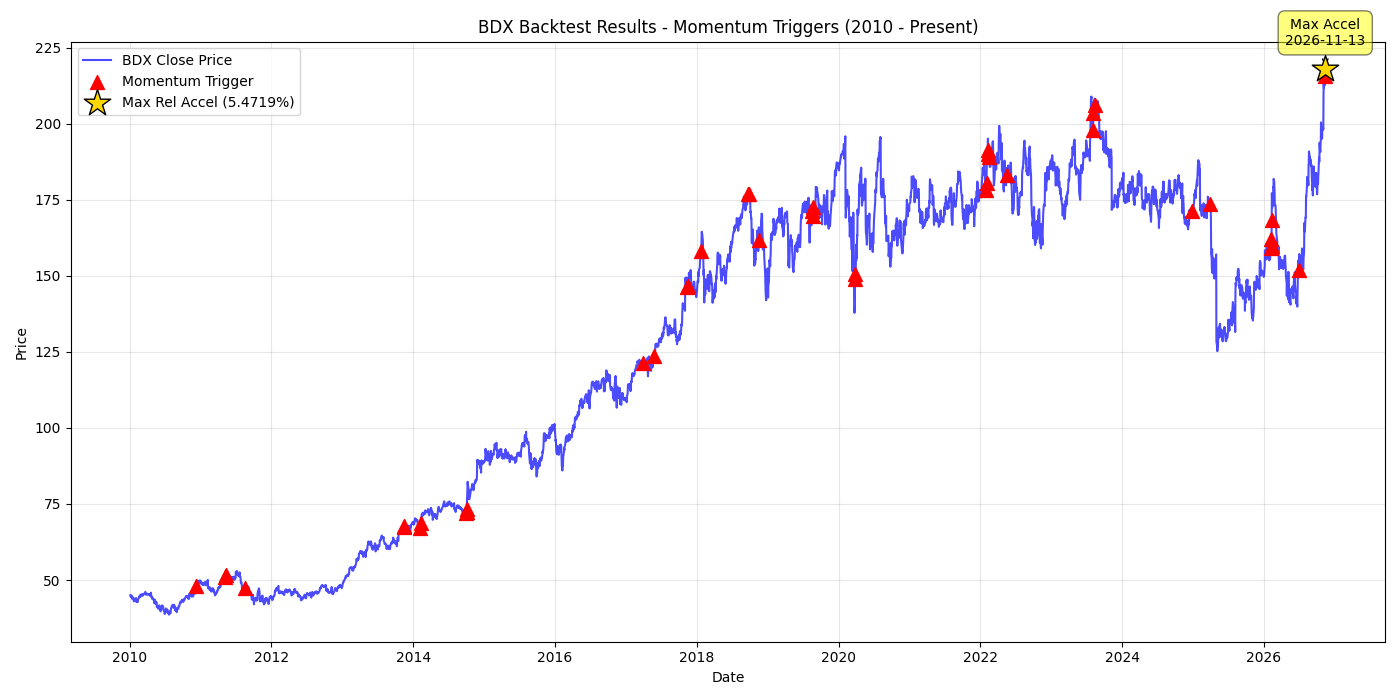 BDX Backtest Results - Momentum Triggers (2010 - Present)
Max Accel
2026-11-13
BDX Close Price
Momentum Trigger
Max Rel Accel (5.4719%)
225
200
175
150
125
100
75
50
Price
2010
2012
2014
2016
2018
2020
2022
2024
2026
Date